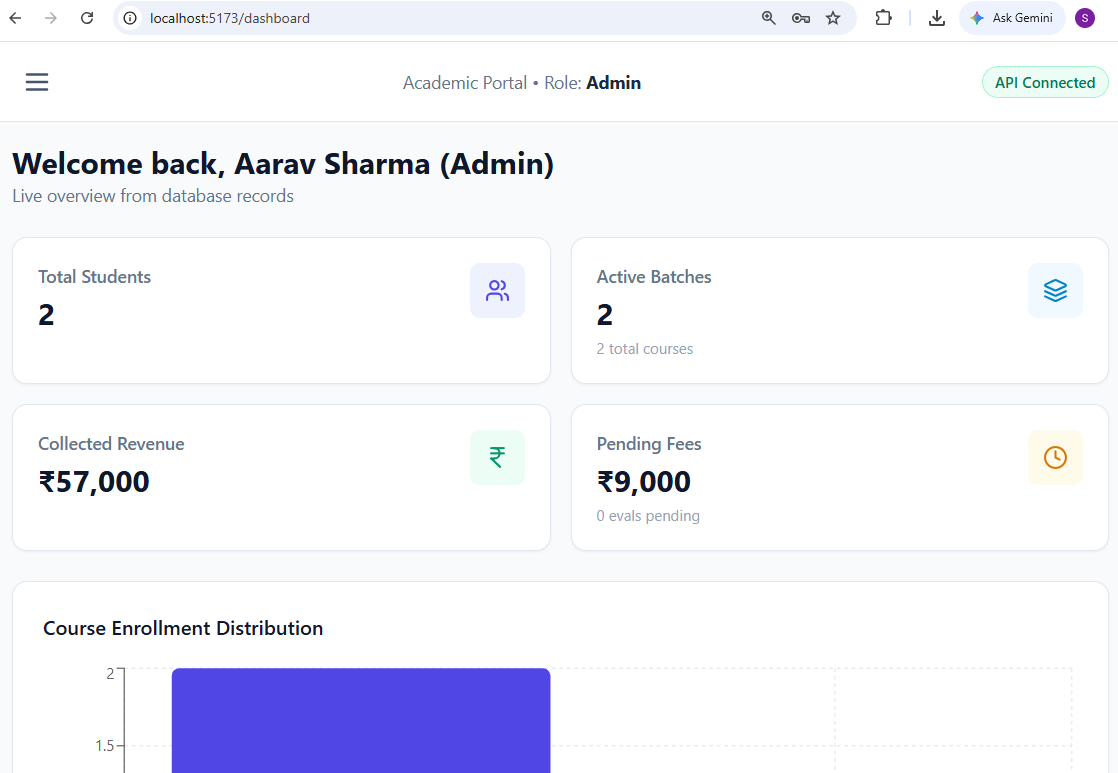 localhost:5173/dashboard
Ask Gemini
S
Academic Portal • Role: Admin
API Connected
Welcome back, Aarav Sharma (Admin)
Live overview from database records
Total Students
2
Active Batches
2
2 total courses
Collected Revenue
₹57,000
₹
Pending Fees
₹9,000
0 evals pending
Course Enrollment Distribution
2
1.5